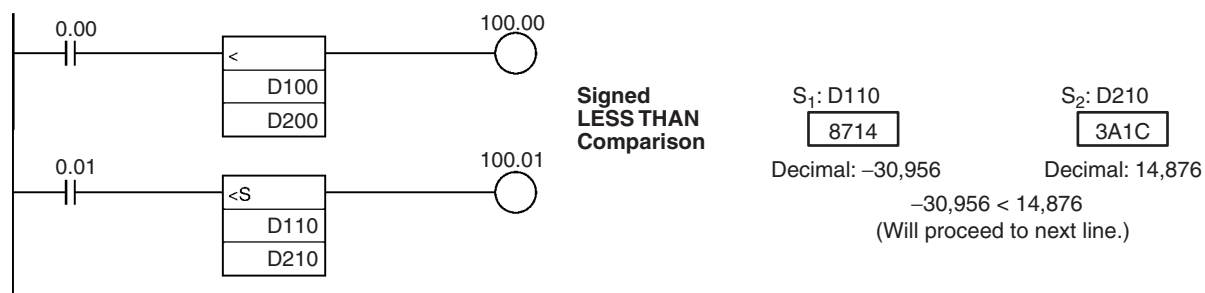 0.00
100.00
<
D100
D200
0.01
100.01
<S
D110
D210
Signed
LESS THAN
Comparison
S₁: D110
S₂: D210
8714
3A1C
Decimal: –30,956
Decimal: 14,876
–30,956 < 14,876
(Will proceed to next line.)